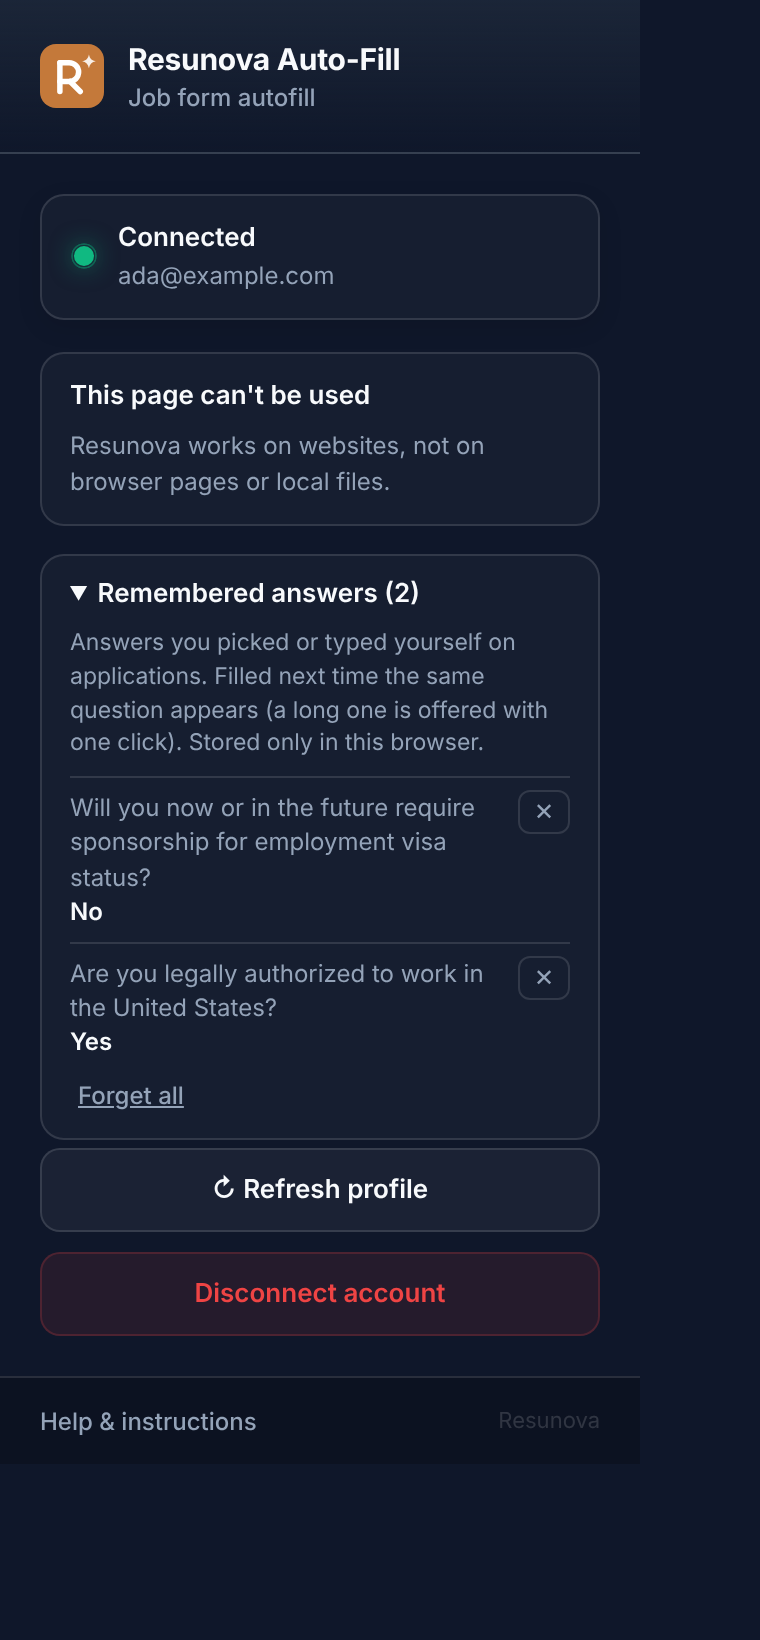 R
Resunova Auto-Fill
Job form autofill
Connected
ada@example.com
This page can't be used
Resunova works on websites, not on
browser pages or local files.
▼ Remembered answers (2)
Answers you picked or typed yourself on
applications. Filled next time the same
question appears (a long one is offered with
one click). Stored only in this browser.
Will you now or in the future require
sponsorship for employment visa
status?
No
✕
Are you legally authorized to work in
the United States?
Yes
✕
Forget all
↻ Refresh profile
Disconnect account
Help & instructions
Resunova